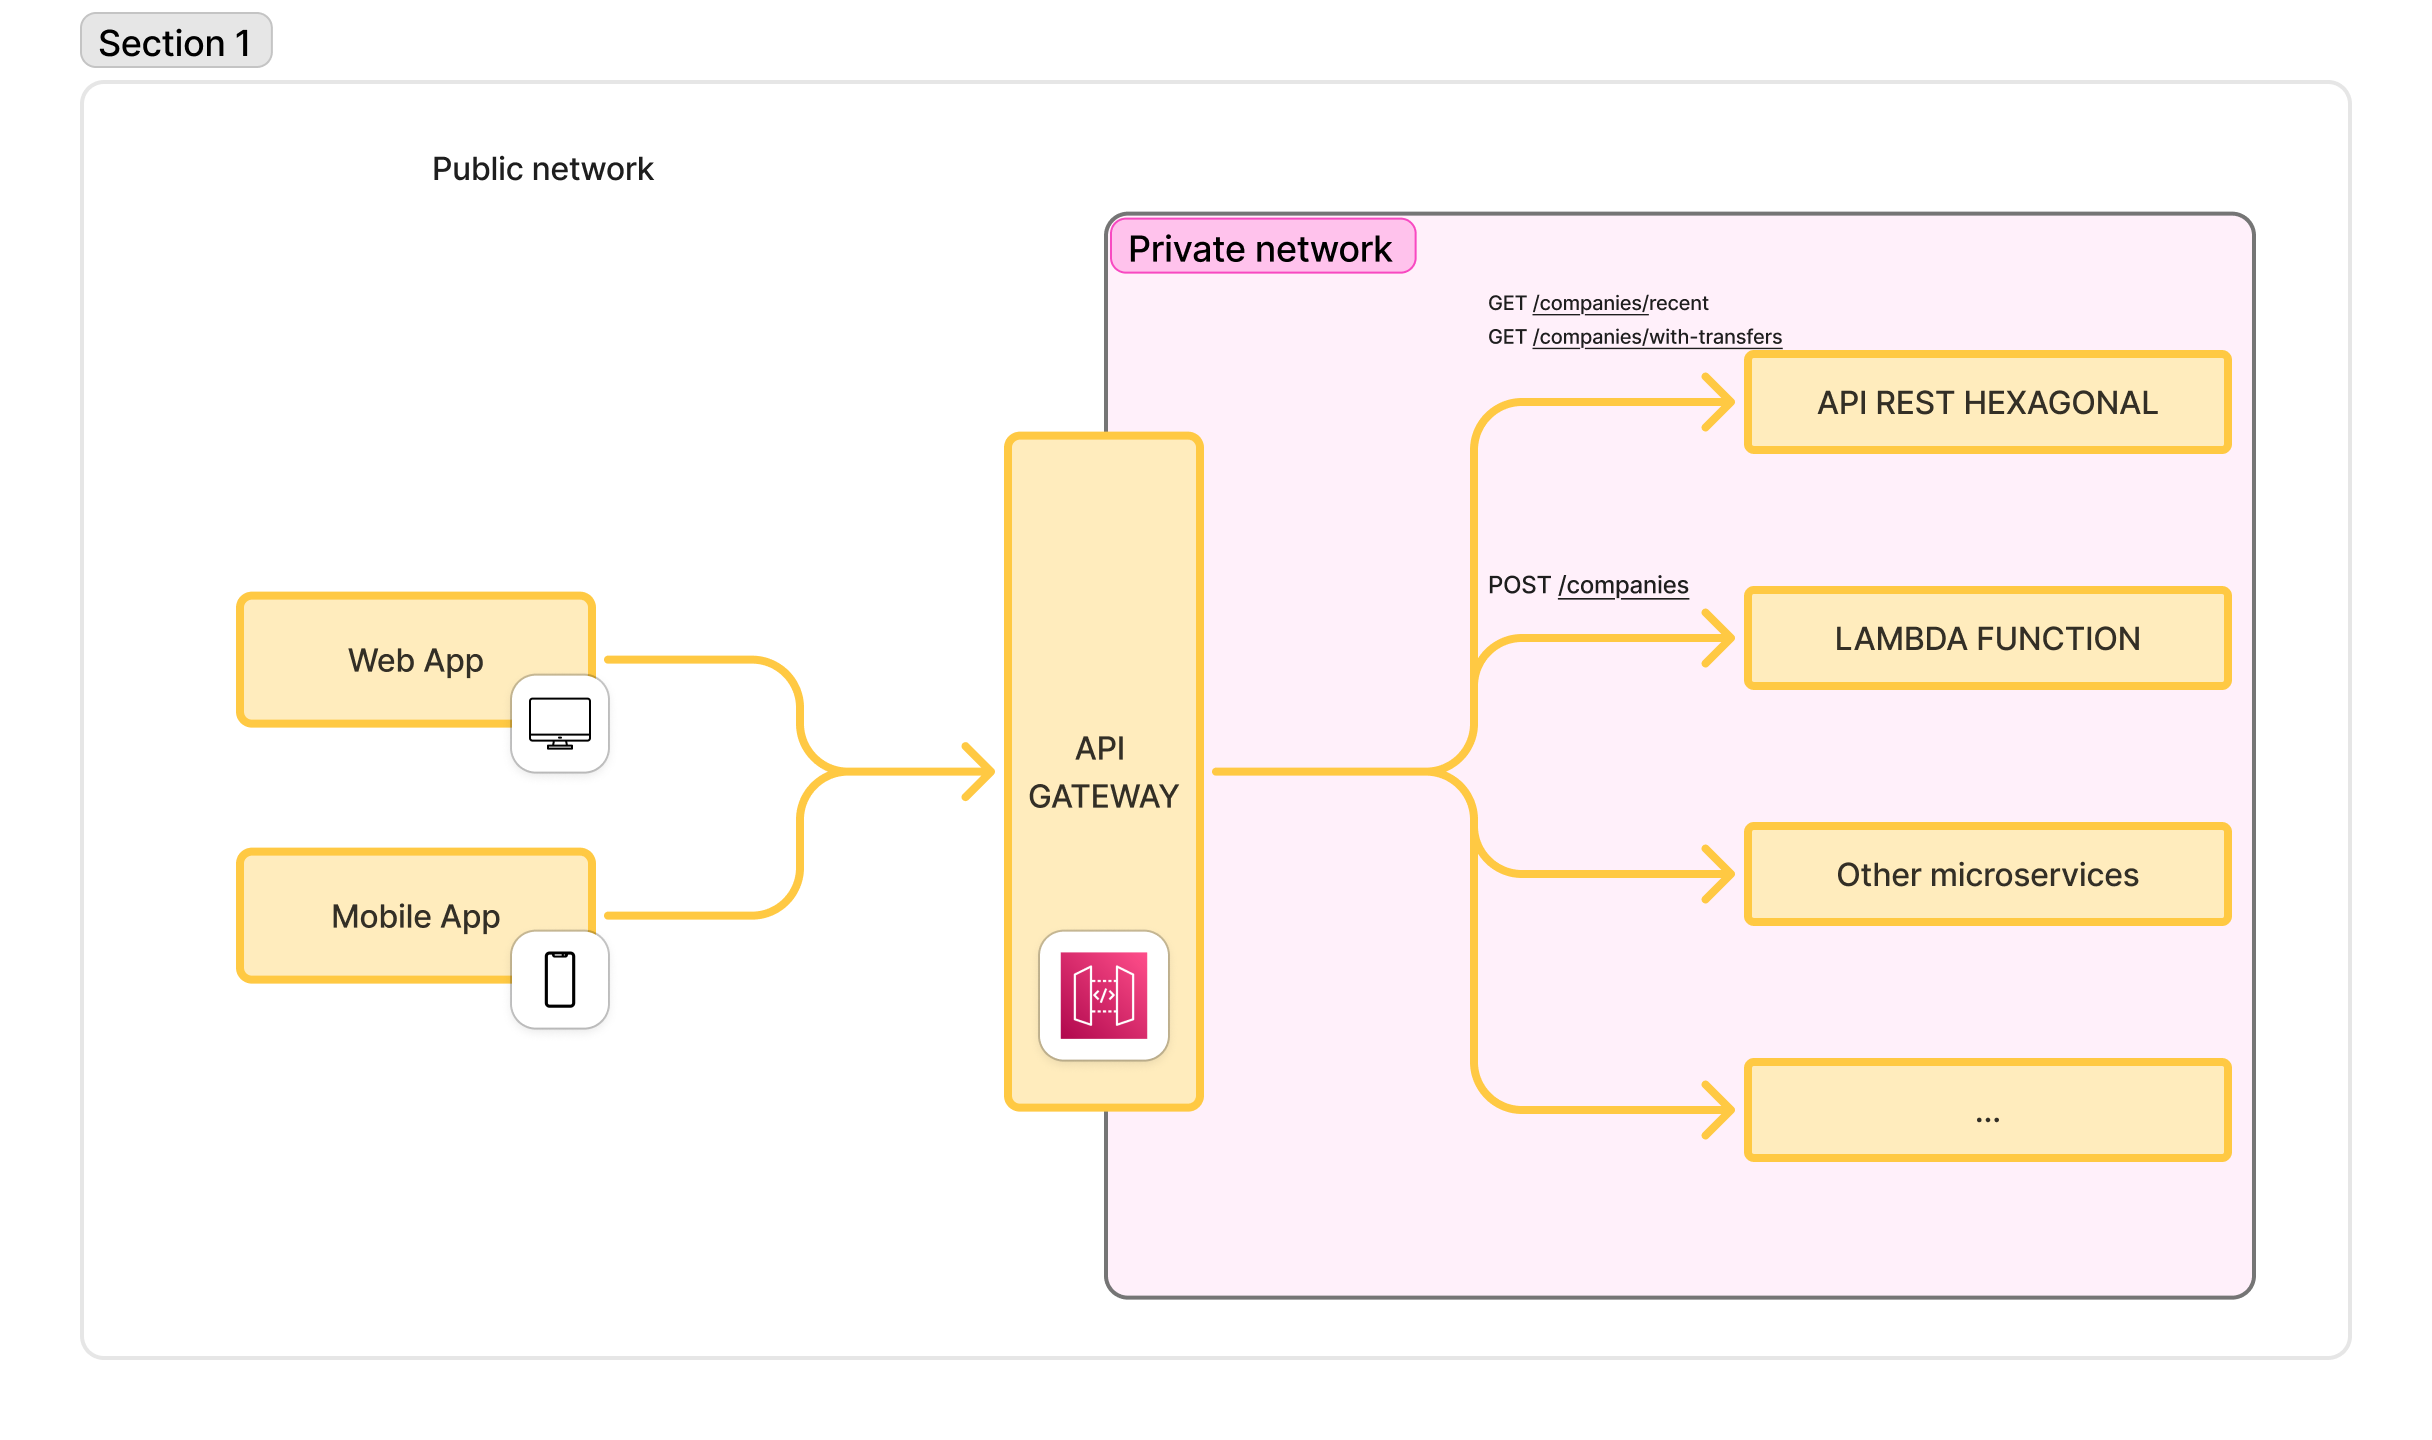 Section 1
Public network
Private network
GET /companies/recent
GET /companies/with-transfers
API REST HEXAGONAL
POST /companies
LAMBDA FUNCTION
Web App
API
GATEWAY
Other microservices
Mobile App
</>
...